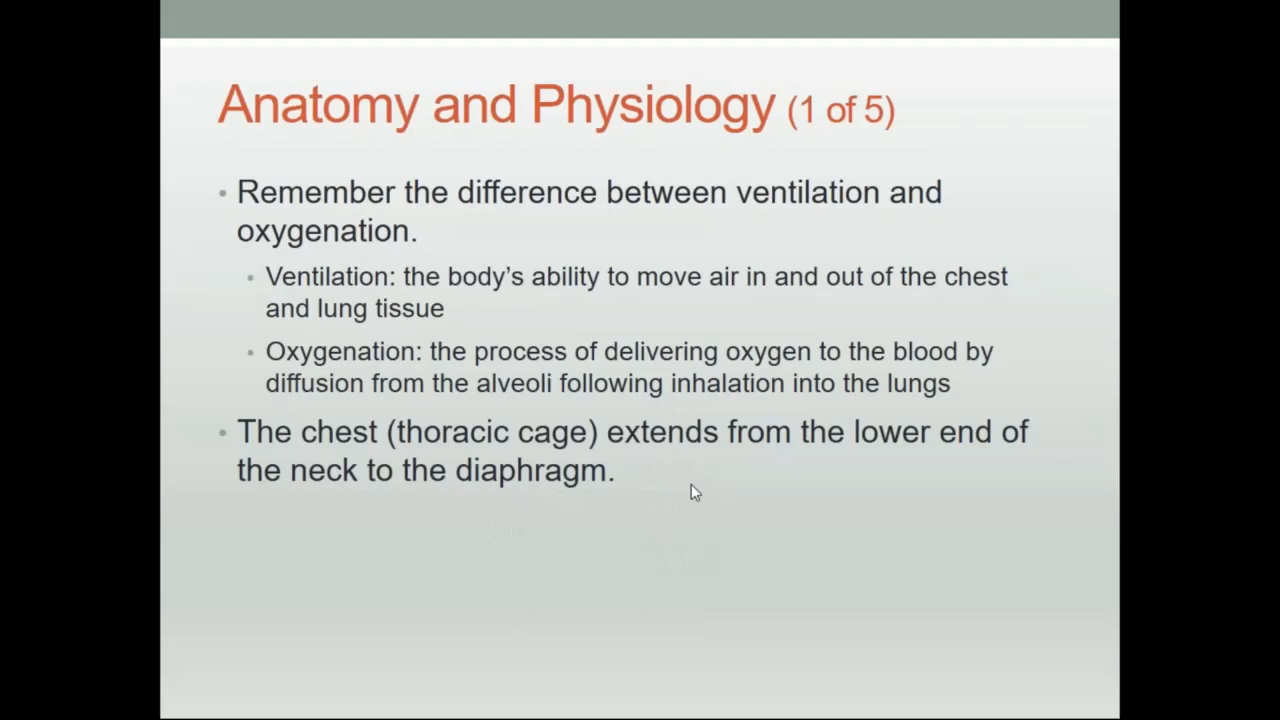 Anatomy and Physiology (1 of 5)
• Remember the difference between ventilation and
oxygenation.
• Ventilation: the body’s ability to move air in and out of the chest
and lung tissue
• Oxygenation: the process of delivering oxygen to the blood by
diffusion from the alveoli following inhalation into the lungs
• The chest (thoracic cage) extends from the lower end of
the neck to the diaphragm.